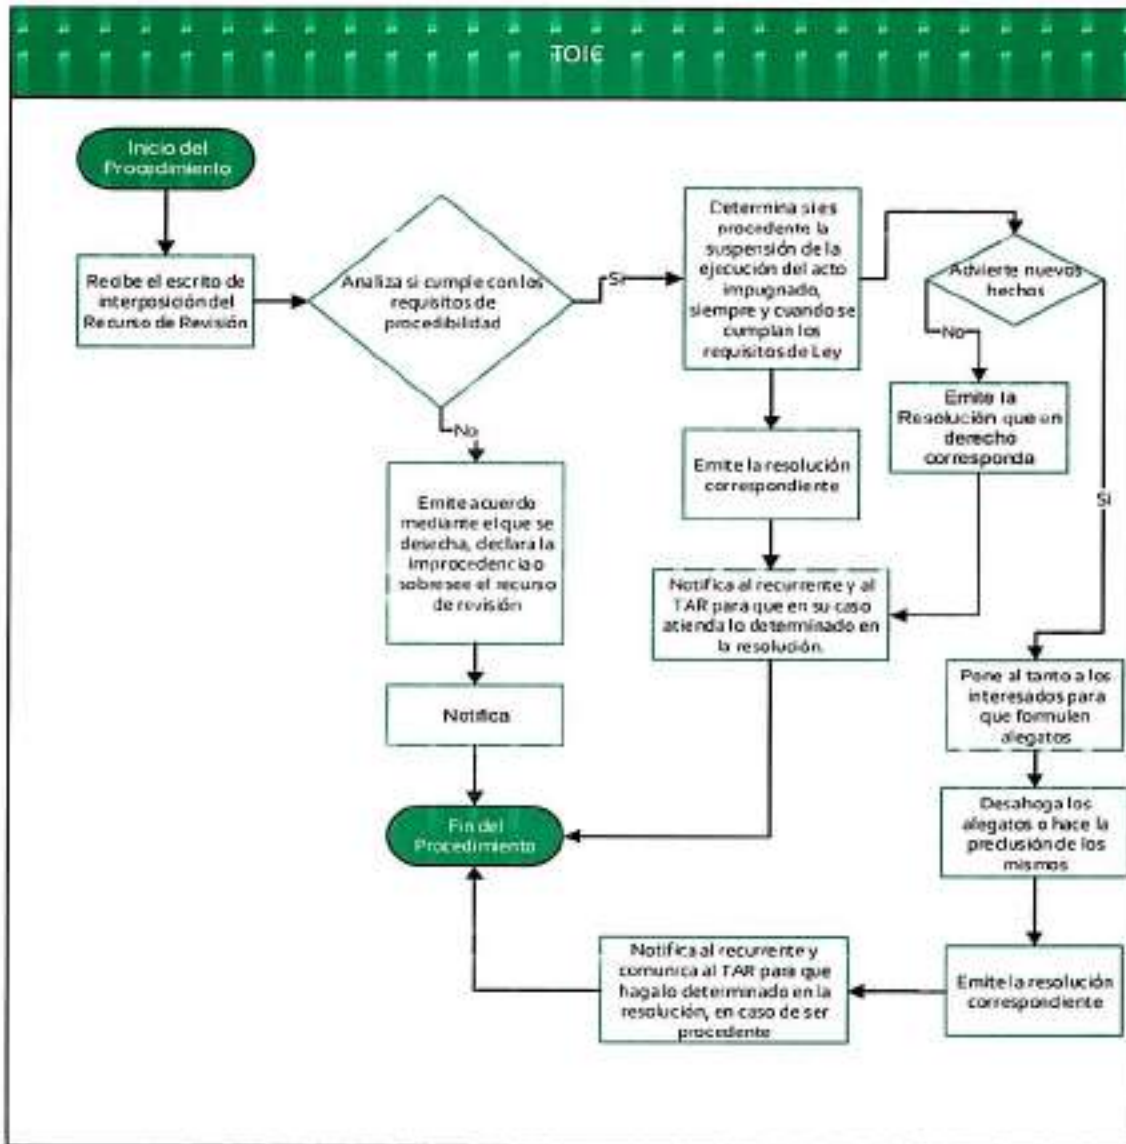 TOIC
Inicio del
Procedimiento
Recibe el escrito de
interposición del
Recurso de Revisión
Analiza si cumple con los
requisitos de
procedibilidad
Si
No
Determina si es
procedente la
suspensión de la
ejecución del acto
impugnado,
siempre y cuando se
cumplan los
requisitos de Ley
Advierte nuevos
hechos
No
Si
Emite la
Resolución que en
derecho
corresponda
Emite la resolución
correspondiente
Emite acuerdo
mediante el que se
desecha, declara la
improcedencia o
sobresee el recurso
de revisión
Notifica al recurrente y al
TAR para que en su caso
atienda lo determinado en
la resolución.
Notifica
Pone al tanto a los
interesados para
que formulen
alegatos
Fin del
Procedimiento
Desahoga los
alegatos o hace la
preclusión de los
mismos
Emite la resolución
correspondiente
Notifica al recurrente y
comunica al TAR para que
haga lo determinado en la
resolución, en caso de ser
procedente